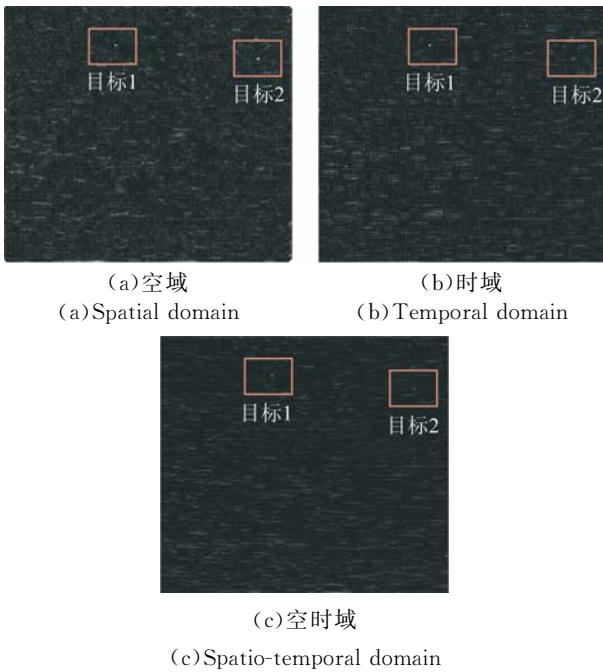 目标1
目标2
目标1
目标2
(a)空域
(a)Spatial domain
(b)时域
(b)Temporal domain
目标1
目标2
(c)空时域
(c)Spatio-temporal domain